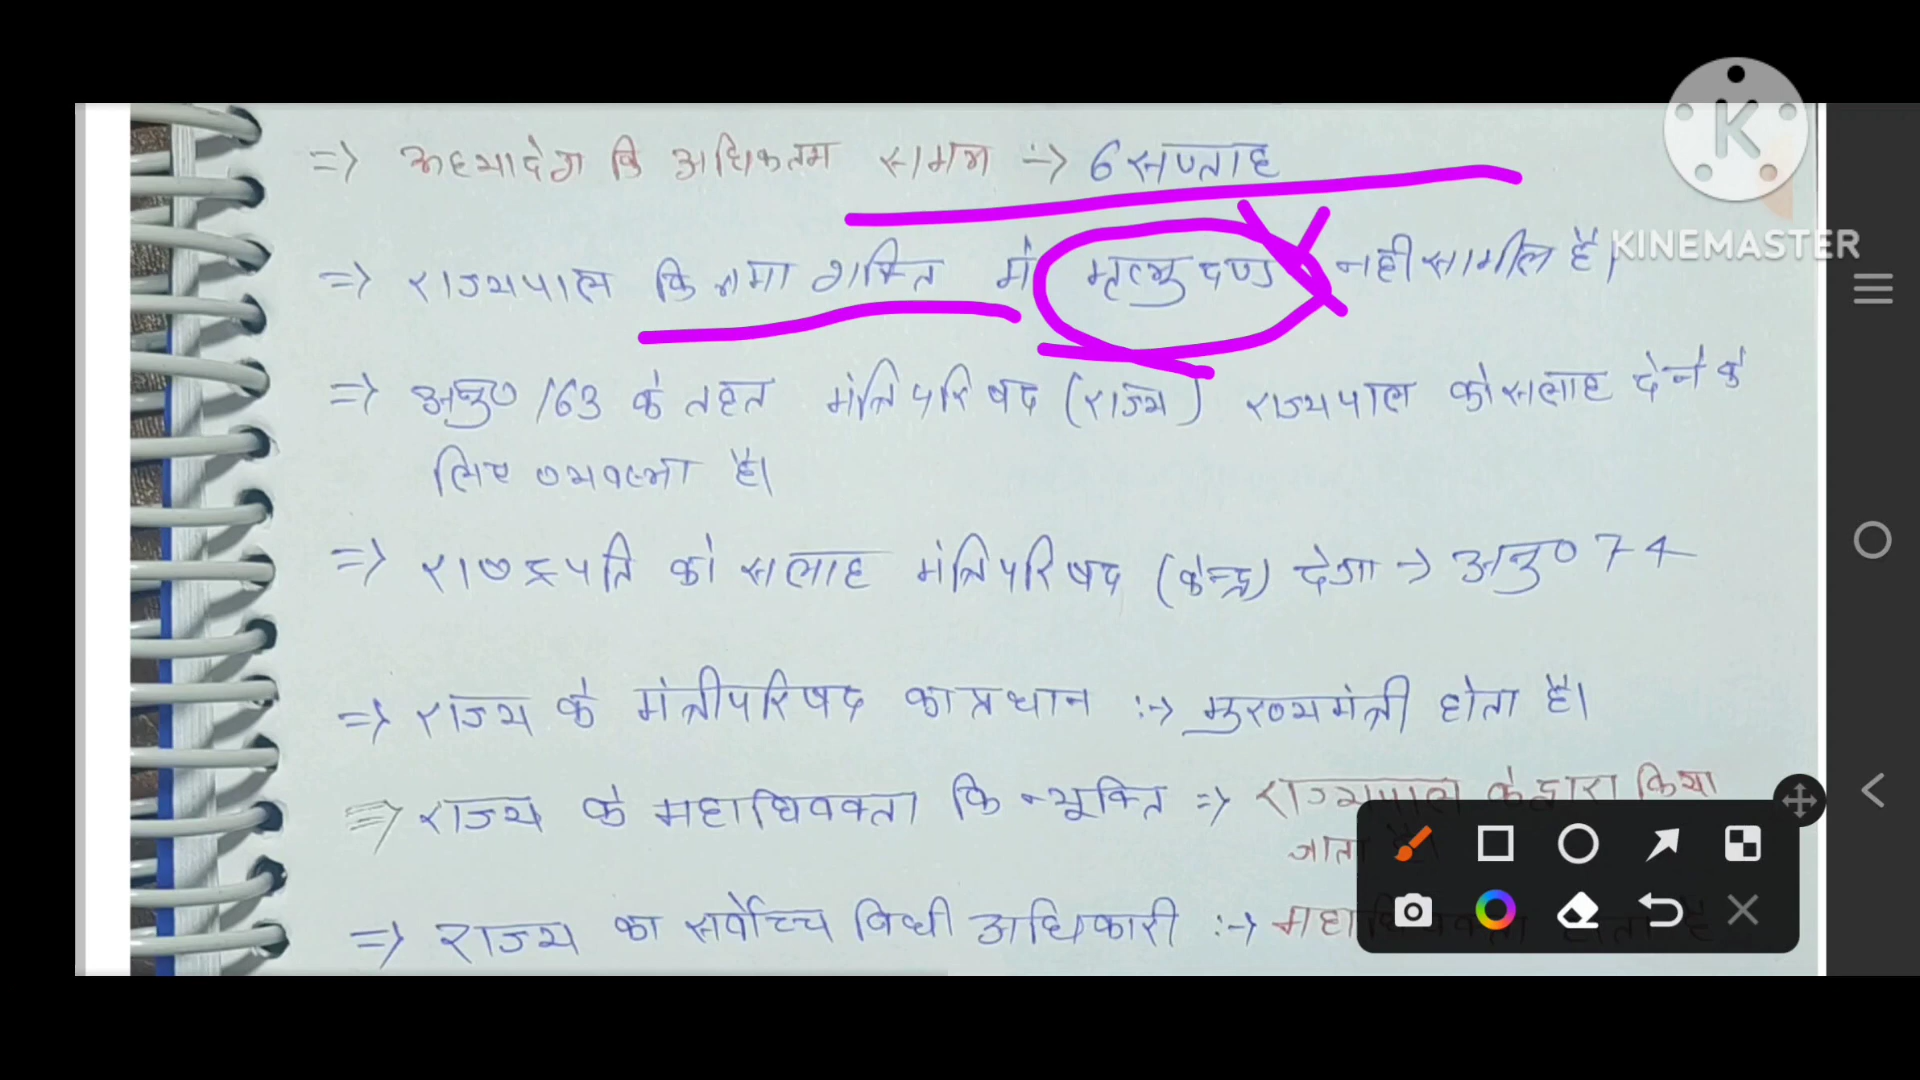 => अध्यादेश कि अधिकतम समय :-> 6 सप्ताह
KINEMASTER
=> राज्यपाल कि क्षमा शक्ति में मृत्यु दण्ड नही सामील है।
=> अनु० 163 के तहत मंत्रिपरिषद (राज्य) राज्यपाल को सलाह देने के
लिए व्यवस्था है।
=> राष्ट्रपति को सलाह मंत्रिपरिषद (केन्द्र) देगा -> अनु० 74
=> राज्य के मंत्रीपरिषद का प्रधान :-> मुख्यमंत्री होता है।
=> राज्य के महाधिवक्ता कि न्युक्ति => राज्यपाल के द्वारा किया
जाता है।
=> राज्य का सर्वोच्च विधी अधिकारी :-> महाधिवक्ता होता है